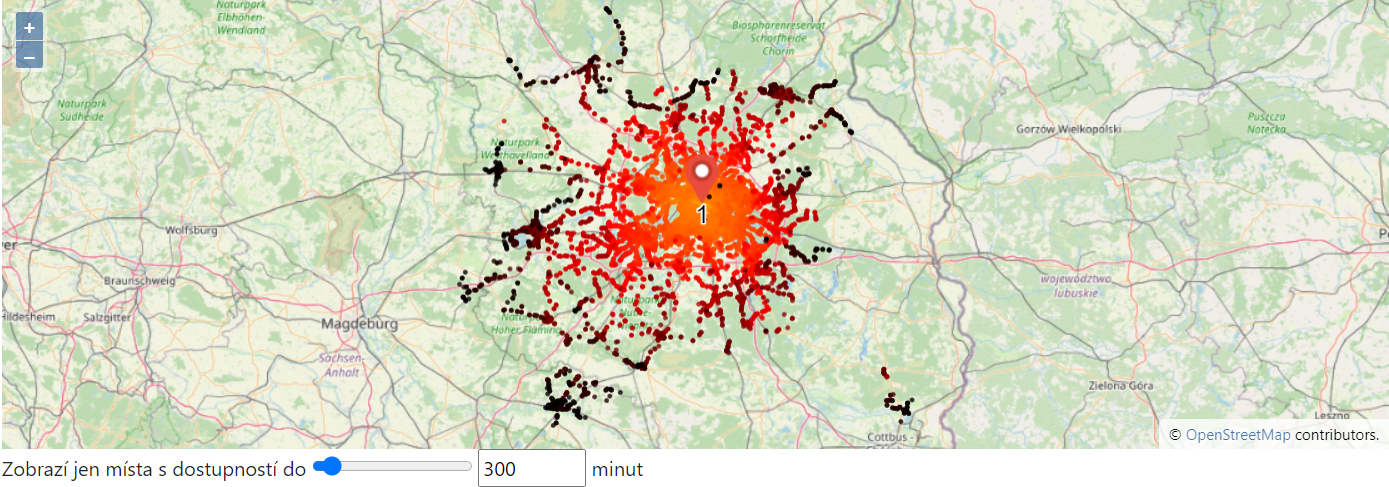 +
−
Naturpark
Elbhöhen-
Wendland
Biosphärenreservat
Schorfheide
Chorin
Naturpark
Südheide
Gorzów Wielkopolski
Puszcza
Notecka
Naturpark
Westhavelland
1
Wolfsburg
Braunschweig
województwo
lubuskie
Hildesheim
Salzgitter
Magdeburg
Hoher Fläming
Sachsen-
Anhalt
Zielona Góra
Leszno
Cottbus -
© OpenStreetMap contributors.
Zobrazí jen místa s dostupností do 300 minut